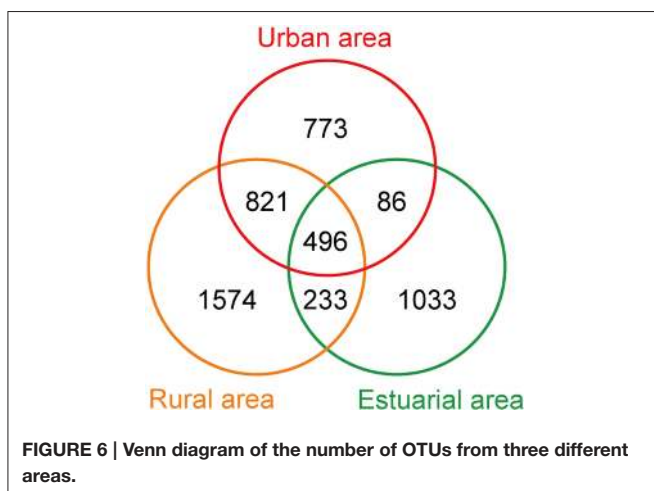 Urban area
773
821
86
496
1574
233
1033
Rural area
Estuarial area
FIGURE 6 | Venn diagram of the number of OTUs from three different
areas.